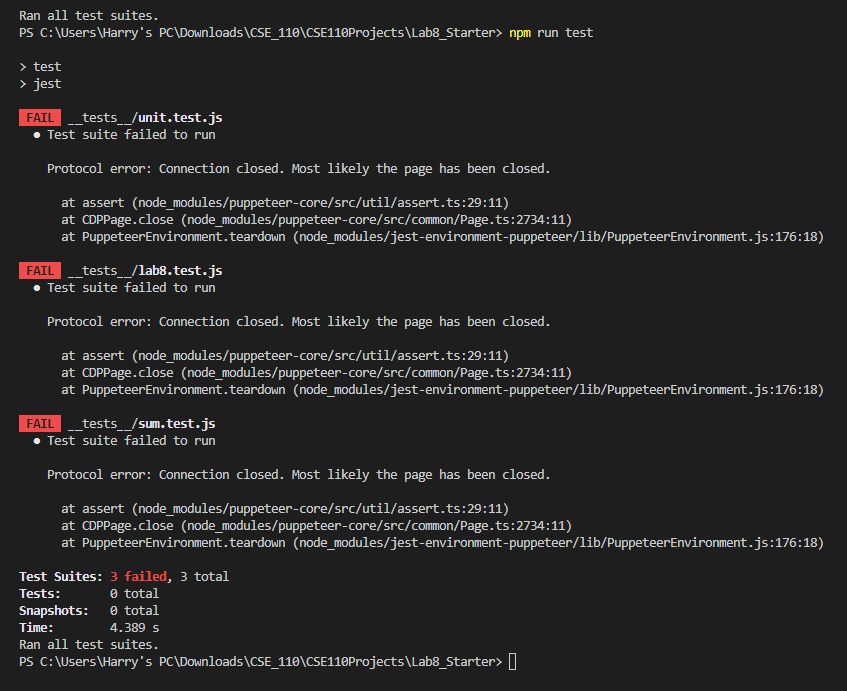 Ran all test suites.
PS C:\Users\Harry's PC\Downloads\CSE_110\CSE110Projects\Lab8_Starter> npm run test
> test
> jest
FAIL __tests__/unit.test.js
● Test suite failed to run
Protocol error: Connection closed. Most likely the page has been closed.
at assert (node_modules/puppeteer-core/src/util/assert.ts:29:11)
at CDPPage.close (node_modules/puppeteer-core/src/common/Page.ts:2734:11)
at PuppeteerEnvironment.teardown (node_modules/jest-environment-puppeteer/lib/PuppeteerEnvironment.js:176:18)
FAIL __tests__/lab8.test.js
● Test suite failed to run
Protocol error: Connection closed. Most likely the page has been closed.
at assert (node_modules/puppeteer-core/src/util/assert.ts:29:11)
at CDPPage.close (node_modules/puppeteer-core/src/common/Page.ts:2734:11)
at PuppeteerEnvironment.teardown (node_modules/jest-environment-puppeteer/lib/PuppeteerEnvironment.js:176:18)
FAIL __tests__/sum.test.js
● Test suite failed to run
Protocol error: Connection closed. Most likely the page has been closed.
at assert (node_modules/puppeteer-core/src/util/assert.ts:29:11)
at CDPPage.close (node_modules/puppeteer-core/src/common/Page.ts:2734:11)
at PuppeteerEnvironment.teardown (node_modules/jest-environment-puppeteer/lib/PuppeteerEnvironment.js:176:18)
Test Suites: 3 failed, 3 total
Tests: 0 total
Snapshots: 0 total
Time: 4.389 s
Ran all test suites.
PS C:\Users\Harry's PC\Downloads\CSE_110\CSE110Projects\Lab8_Starter>